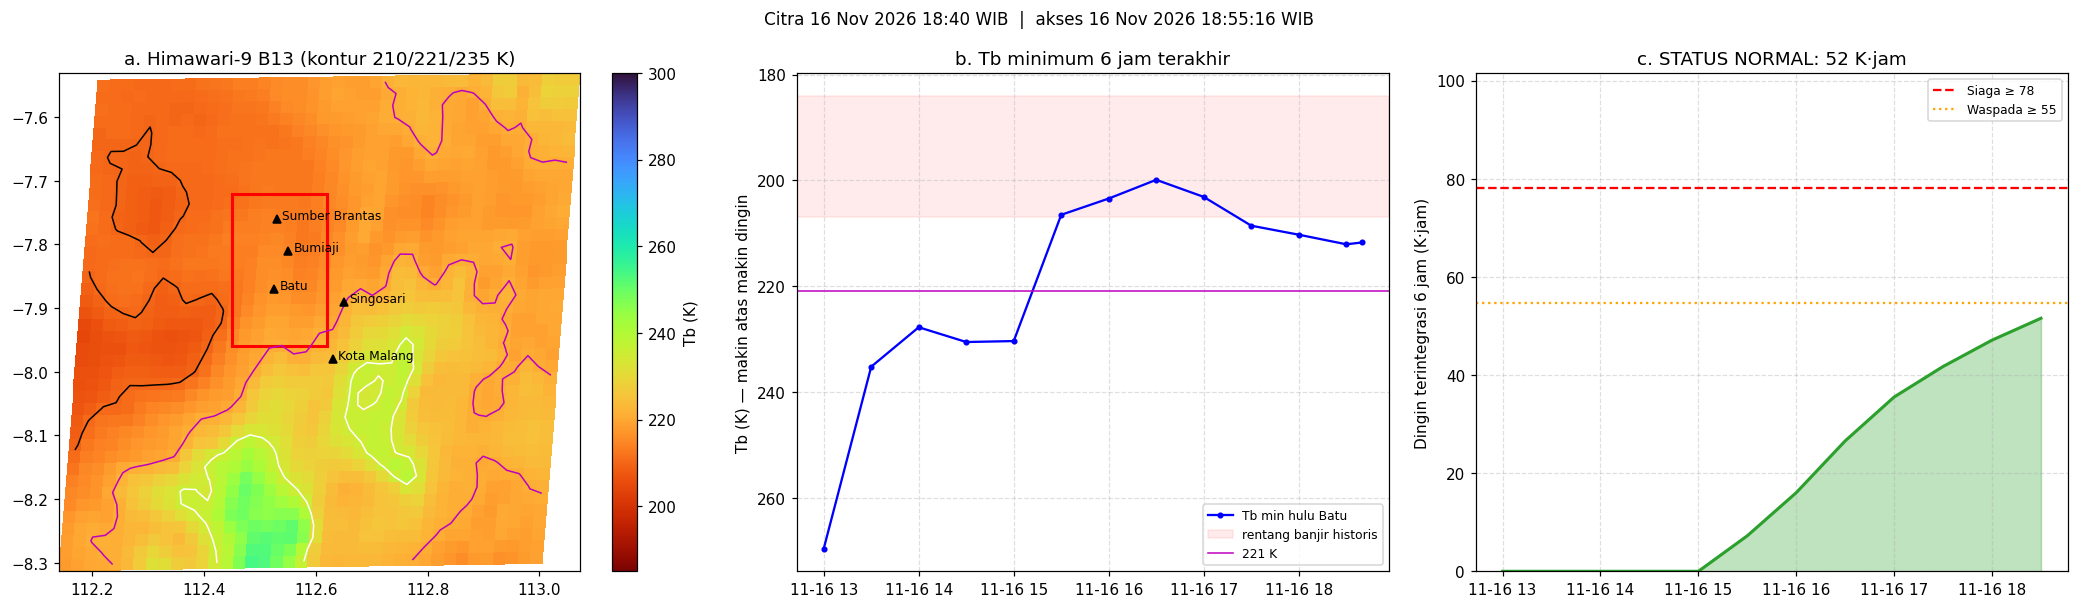 Citra 16 Nov 2026 18:40 WIB | akses 16 Nov 2026 18:55:16 WIB
a. Himawari-9 B13 (kontur 210/221/235 K)
−7.6
−7.7
−7.8
−7.9
−8.0
−8.1
−8.2
−8.3
112.2
112.4
112.6
112.8
113.0
Sumber Brantas
Bumiaji
Batu
Singosari
Kota Malang
300
280
260
240
220
200
Tb (K)
b. Tb minimum 6 jam terakhir
Tb (K) — makin atas makin dingin
180
200
220
240
260
11-16 13
11-16 14
11-16 15
11-16 16
11-16 17
11-16 18
Tb min hulu Batu
rentang banjir historis
221 K
c. STATUS NORMAL: 52 K·jam
Dingin terintegrasi 6 jam (K·jam)
100
80
60
40
20
0
11-16 13
11-16 14
11-16 15
11-16 16
11-16 17
11-16 18
Siaga ≥ 78
Waspada ≥ 55